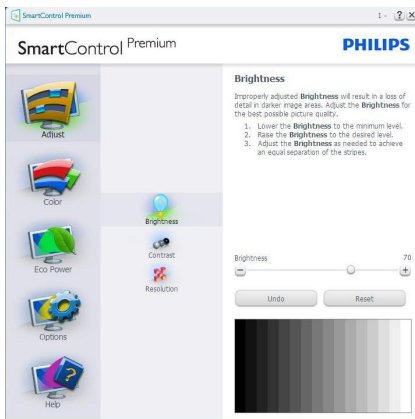 SmartControl Premium
1 -
?
X
SmartControl Premium
PHILIPS
Adjust
Color
Eco Power
Options
Help
Brightness
Contrast
Resolution
Brightness
Improperly adjusted Brightness will result in a loss of
detail in darker image areas. Adjust the Brightness for
the best possible picture quality.
1. Lower the Brightness to the minimum level.
2. Raise the Brightness to the desired level.
3. Adjust the Brightness as needed to achieve
an equal separation of the stripes.
Brightness 70
Undo Reset